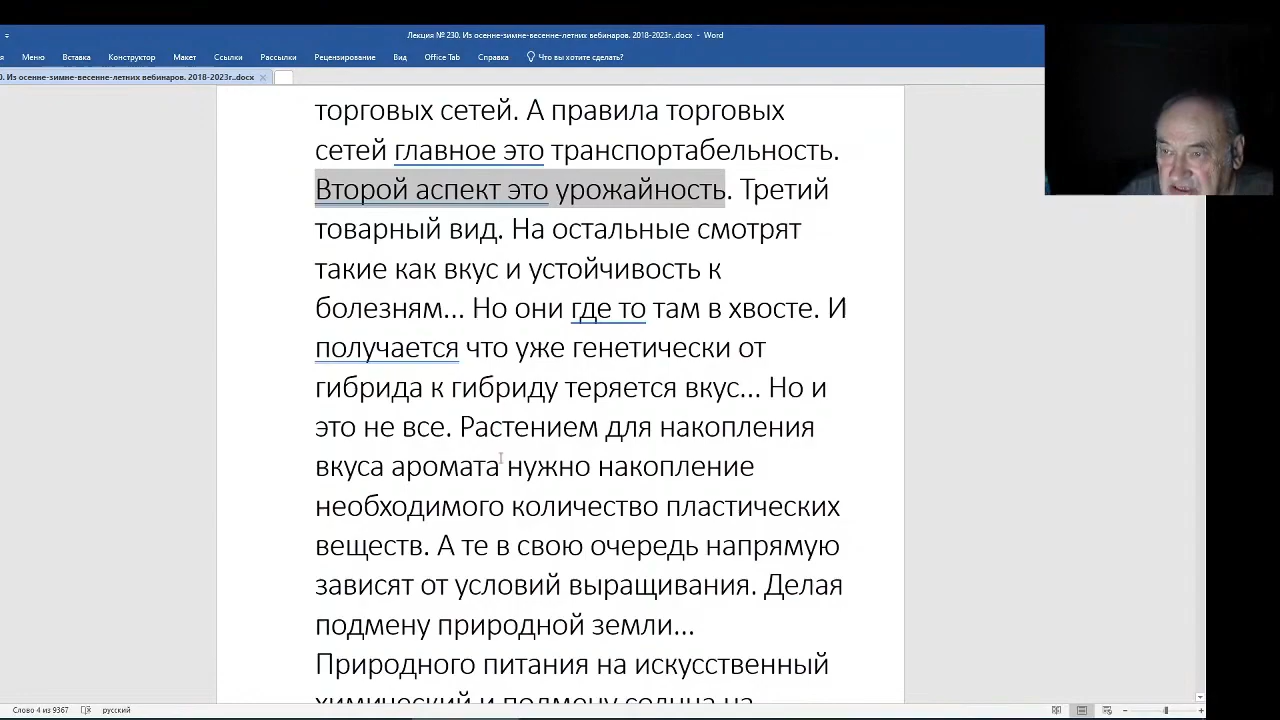 Лекция № 230. Из осенне-зимне-весенне-летних вебинаров. 2018-2023г..docx - Word
Меню Вставка Конструктор Макет Ссылки Рассылки Рецензирование Вид Office Tab Справка Что вы хотите сделать?
0. Из осенне-зимне-весенне-летних вебинаров. 2018-2023г..docx
торговых сетей. А правила торговых
сетей главное это транспортабельность.
Второй аспект это урожайность. Третий
товарный вид. На остальные смотрят
такие как вкус и устойчивость к
болезням... Но они где то там в хвосте. И
получается что уже генетически от
гибрида к гибриду теряется вкус... Но и
это не все. Растением для накопления
вкуса аромата нужно накопление
необходимого количество пластических
веществ. А те в свою очередь напрямую
зависят от условий выращивания. Делая
подмену природной земли...
Природного питания на искусственный
химический и подмену солнца на
Слово 4 из 9367 русский